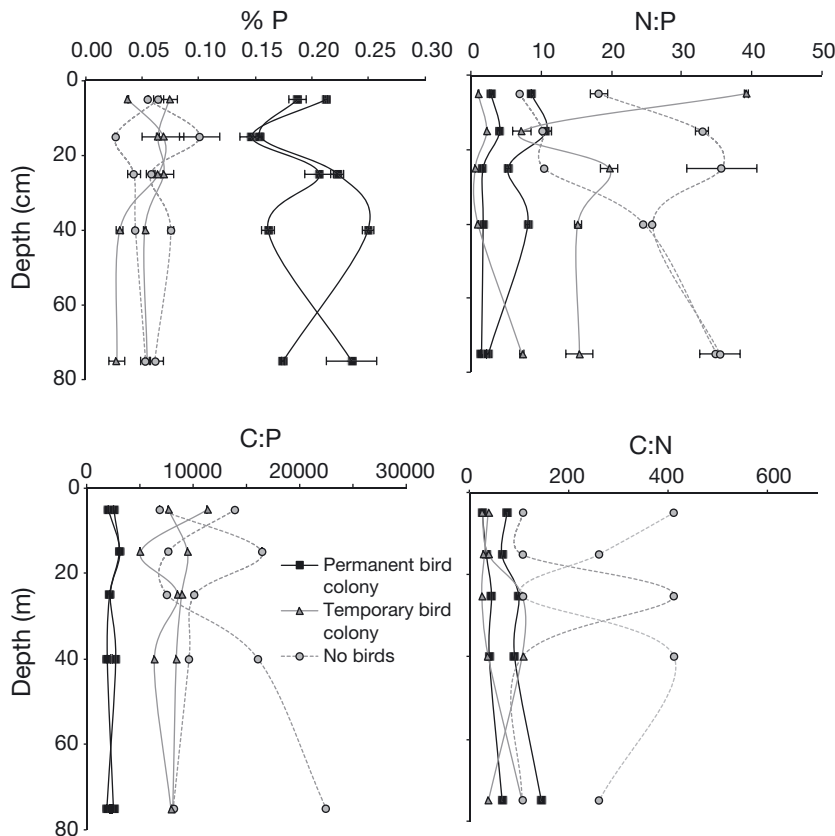 % P
0.00 0.05 0.10 0.15 0.20 0.25 0.30
0
20
40
60
80
Depth (cm)
N:P
0 10 20 30 40 50
C:P
0 10000 20000 30000
0
20
40
60
80
Depth (m)
Permanent bird
colony
Temporary bird
colony
No birds
C:N
0 200 400 600